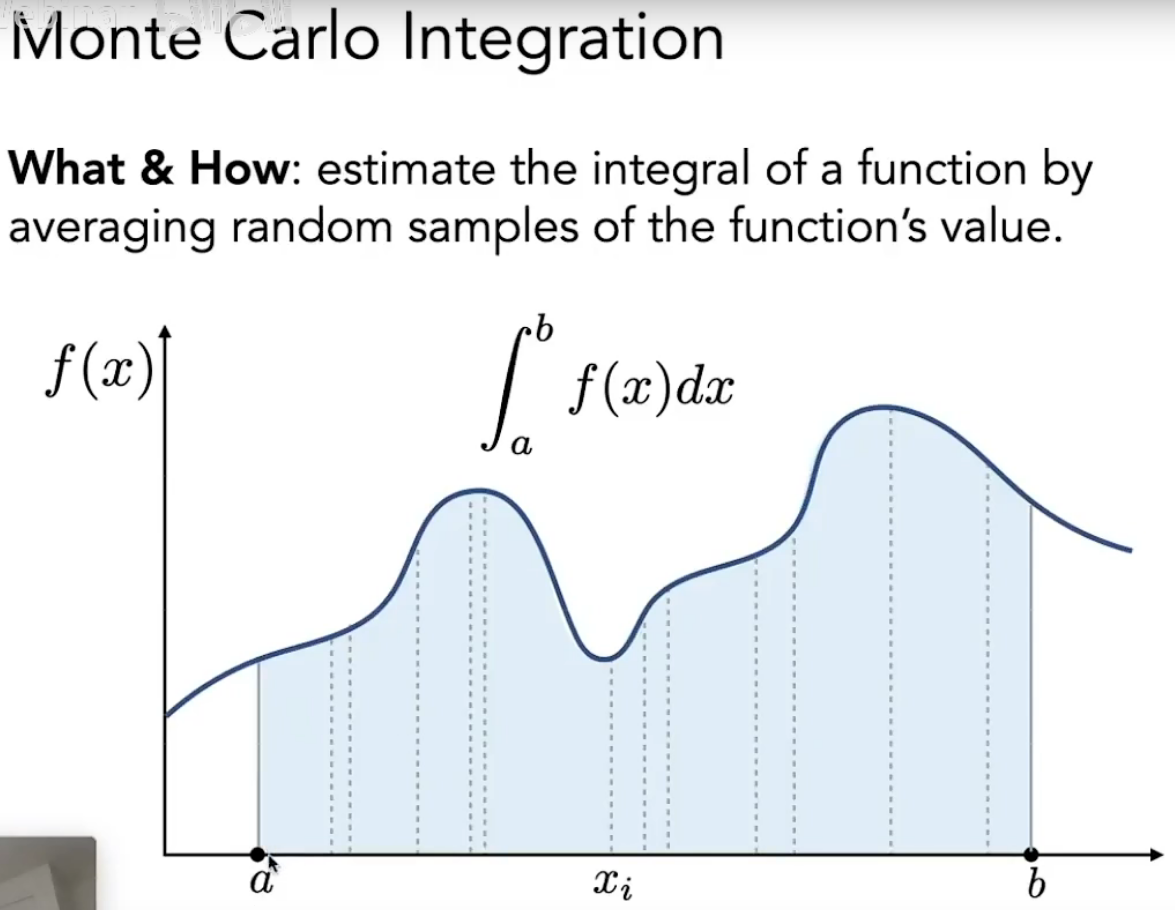 Monte Carlo Integration
What & How: estimate the integral of a function by
averaging random samples of the function's value.
f(x)
∫_a^b f(x)dx
a
x_i
b